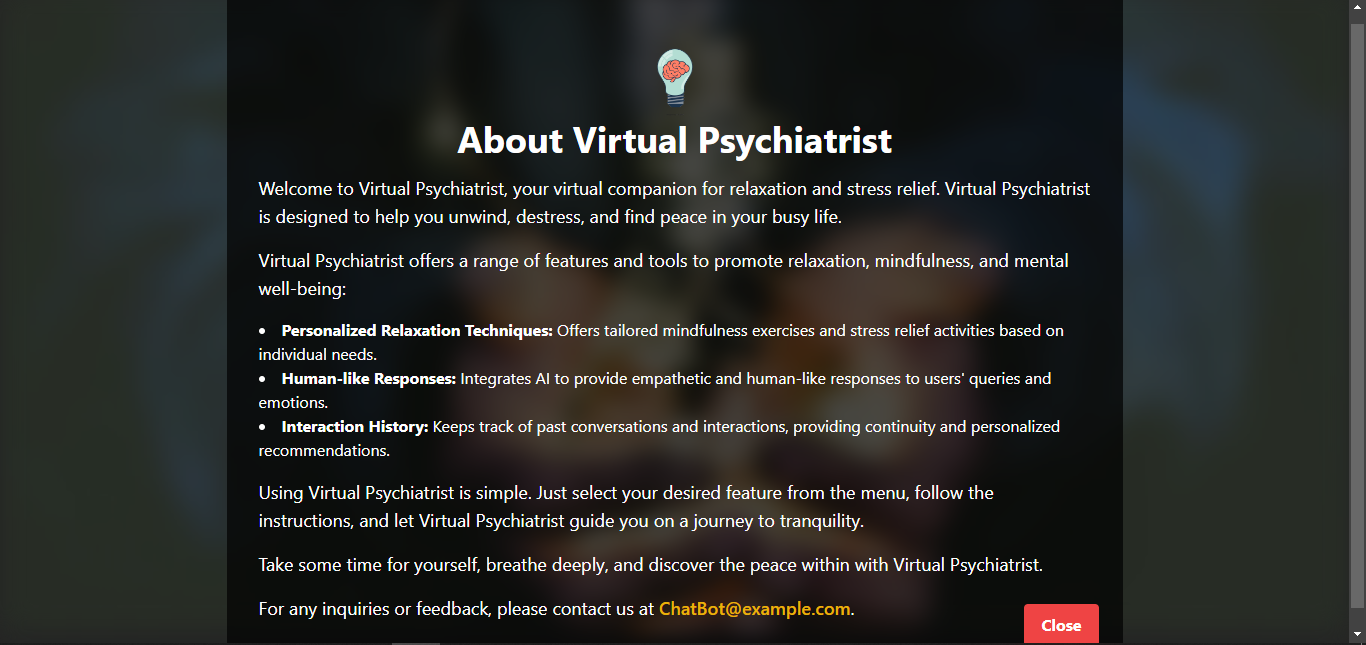 About Virtual Psychiatrist
Welcome to Virtual Psychiatrist, your virtual companion for relaxation and stress relief. Virtual Psychiatrist
is designed to help you unwind, destress, and find peace in your busy life.
Virtual Psychiatrist offers a range of features and tools to promote relaxation, mindfulness, and mental
well-being:
• Personalized Relaxation Techniques: Offers tailored mindfulness exercises and stress relief activities based on
individual needs.
• Human-like Responses: Integrates AI to provide empathetic and human-like responses to users' queries and
emotions.
• Interaction History: Keeps track of past conversations and interactions, providing continuity and personalized
recommendations.
Using Virtual Psychiatrist is simple. Just select your desired feature from the menu, follow the
instructions, and let Virtual Psychiatrist guide you on a journey to tranquility.
Take some time for yourself, breathe deeply, and discover the peace within with Virtual Psychiatrist.
For any inquiries or feedback, please contact us at ChatBot@example.com.
Close